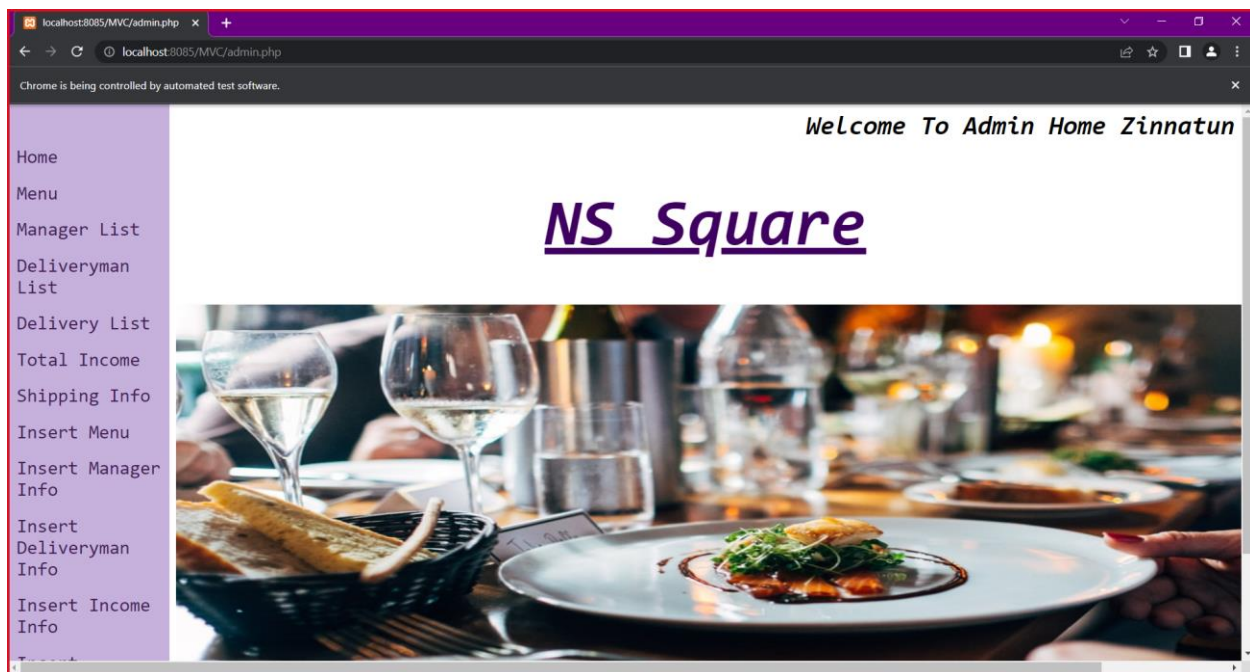 localhost:8085/MVC/admin.php
localhost:8085/MVC/admin.php
Chrome is being controlled by automated test software.
Welcome To Admin Home Zinnatun
NS Square
Home
Menu
Manager List
Deliveryman
List
Delivery List
Total Income
Shipping Info
Insert Menu
Insert Manager
Info
Insert
Deliveryman
Info
Insert Income
Info